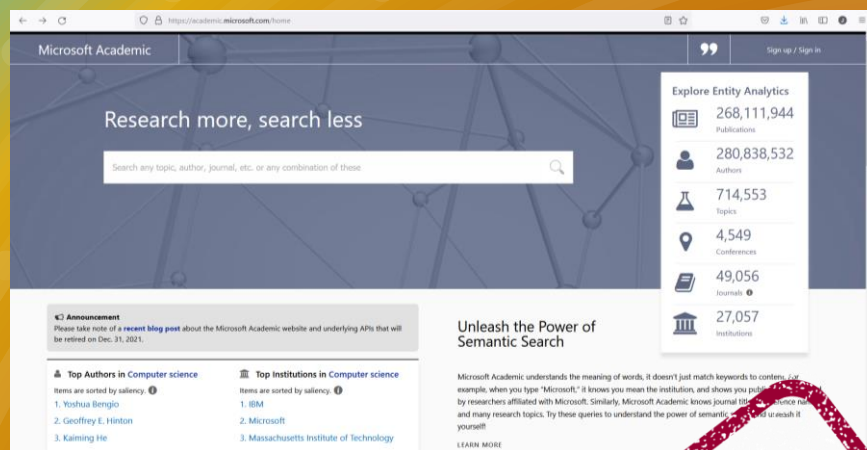 https://academic.microsoft.com/home
Microsoft Academic
Sign up / Sign in
Research more, search less
Search any topic, author, journal, etc. or any combination of these
Explore Entity Analytics
268,111,944
Publications
280,838,532
Authors
714,553
Topics
4,549
Conferences
49,056
Journals
27,057
Institutions
Announcement
Please take note of a recent blog post about the Microsoft Academic website and underlying APIs that will
be retired on Dec. 31, 2021.
Top Authors in Computer science
Items are sorted by saliency.
1. Yoshua Bengio
2. Geoffrey E. Hinton
3. Kaiming He
Top Institutions in Computer science
Items are sorted by saliency.
1. IBM
2. Microsoft
3. Massachusetts Institute of Technology
Unleash the Power of
Semantic Search
Microsoft Academic understands the meaning of words, it doesn't just match keywords to content. For
example, when you type "Microsoft," it knows you mean the institution, and shows you
by researchers affiliated with Microsoft. Similarly, Microsoft Academic knows journal
and many research topics. Try these queries to understand the power of semantic
yourself!
LEARN MORE